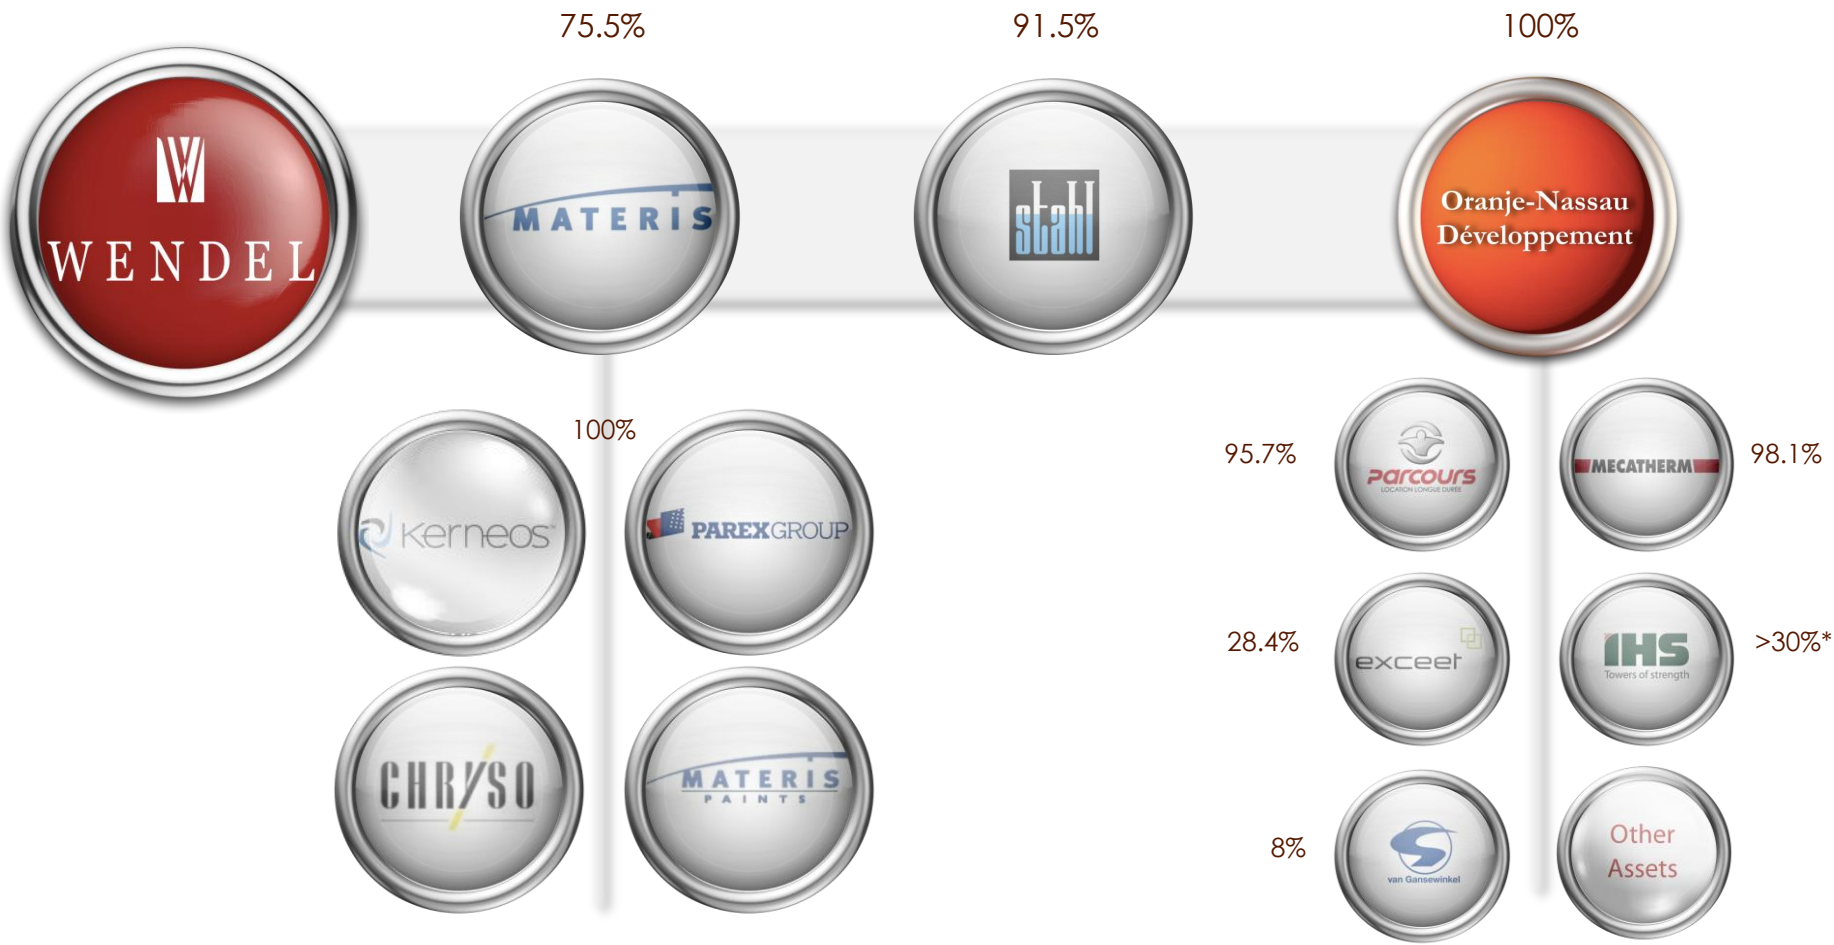 75.5%
91.5%
100%
W
WENDEL
MATERIS
stahl
Oranje-Nassau
Développement
100%
kerneos™
PAREXGROUP
CHRYSO
MATERIS
PAINTS
95.7%
PARCOURS
LOCATION LONGUE DURÉE
MECATHERM
98.1%
28.4%
exceet
IHS
Towers of strength
>30%*
8%
van Gansewinkel
Other
Assets